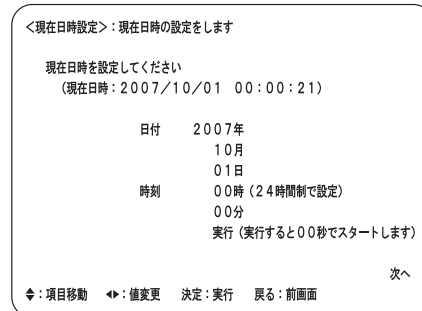 ＜現在日時設定＞：現在日時の設定をします
現在日時を設定してください
（現在日時：２００７／１０／０１　００：００：２１）
日付　２００７年
１０月
０１日
時刻　００時（２４時間制で設定）
００分
実行（実行すると００秒でスタートします）
次へ
◆：項目移動　◀▶：値変更　決定：実行　戻る：前画面